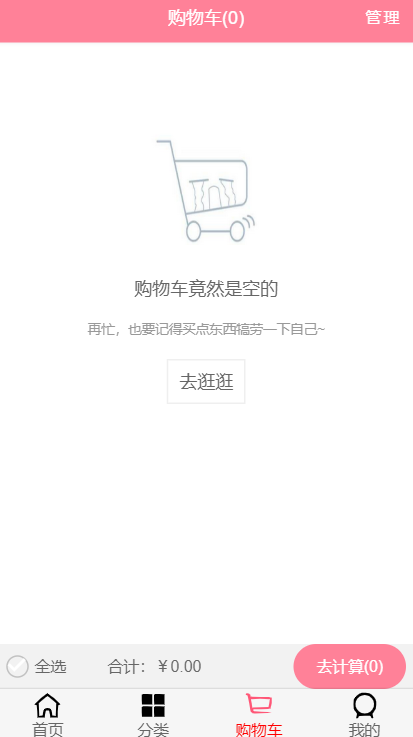 购物车(0)
管理
购物车竟然是空的
再忙，也要记得买点东西犒劳一下自己~
去逛逛
全选
合计：￥0.00
去计算(0)
首页
分类
购物车
我的